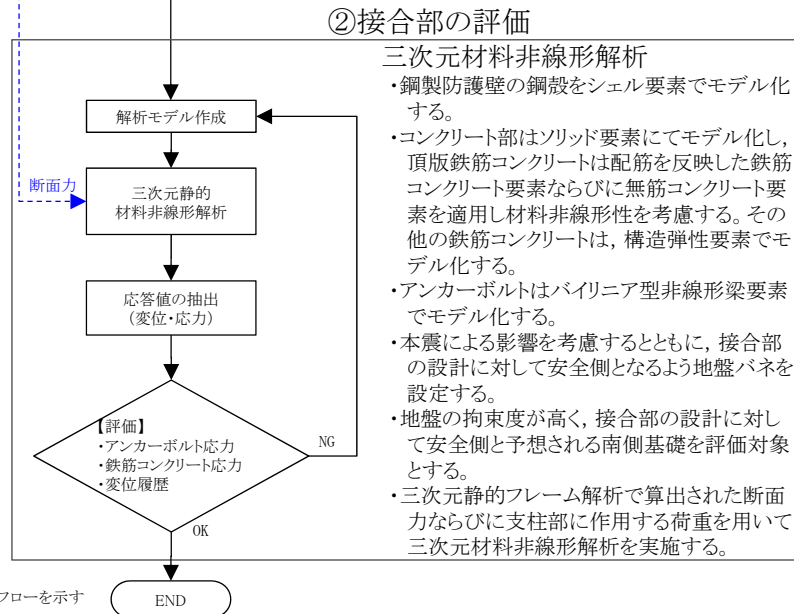 ②接合部の評価
断面力
解析モデル作成
三次元静的
材料非線形解析
応答値の抽出
（変位・応力）
【評価】
・アンカーボルト応力
・鉄筋コンクリート応力
・変位履歴
NG
OK
フローを示す
END
三次元材料非線形解析
・鋼製防護壁の鋼殻をシェル要素でモデル化
する。
・コンクリート部はソリッド要素にてモデル化し，
頂版鉄筋コンクリートは配筋を反映した鉄筋
コンクリート要素ならびに無筋コンクリート要
素を適用し材料非線形性を考慮する。その
他の鉄筋コンクリートは，構造弾性要素でモ
デル化する。
・アンカーボルトはバイリニア型非線形梁要素
でモデル化する。
・本震による影響を考慮するとともに，接合部
の設計に対して安全側となるよう地盤バネを
設定する。
・地盤の拘束度が高く，接合部の設計に対し
て安全側と予想される南側基礎を評価対象
とする。
・三次元静的フレーム解析で算出された断面
力ならびに支柱部に作用する荷重を用いて
三次元材料非線形解析を実施する。